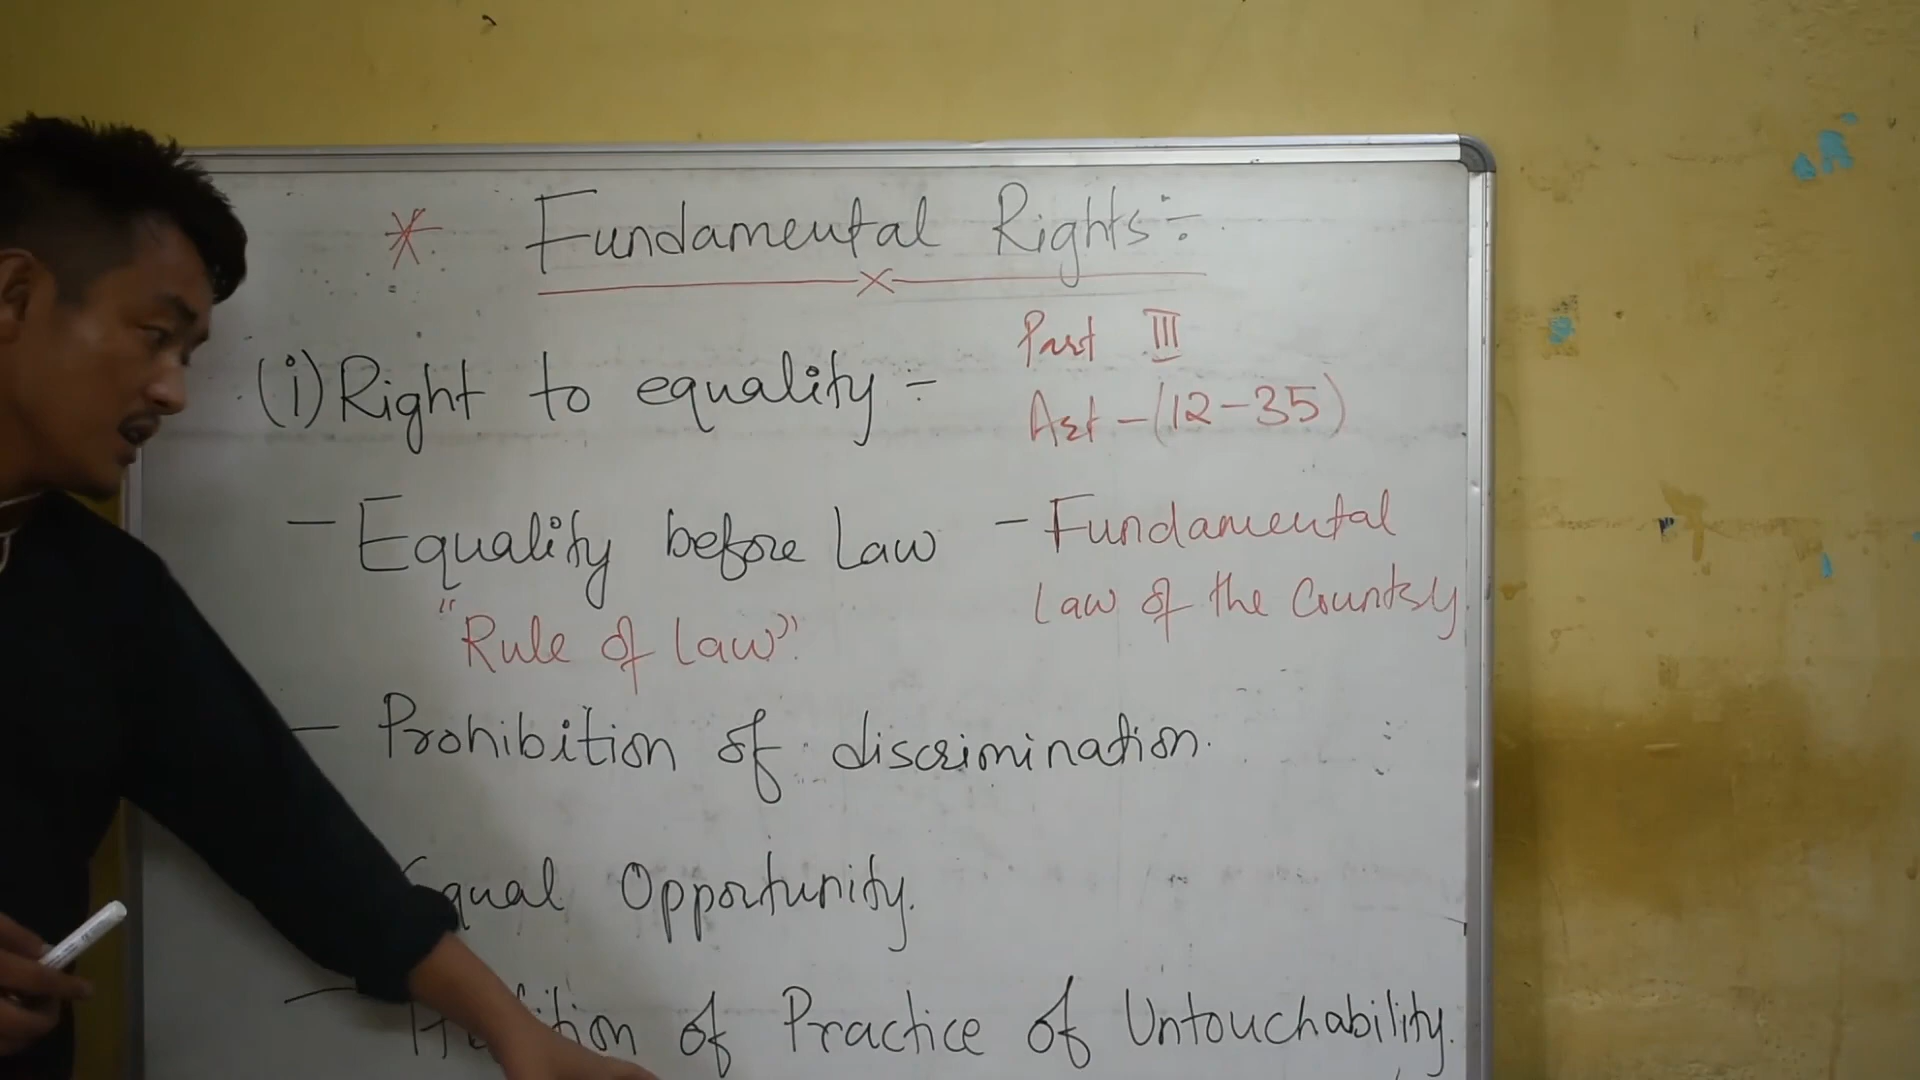 * Fundamental Rights :-
Part III
(i) Right to equality -
Art - (12-35)
- Equality before Law
- Fundamental
Law of the Country
"Rule of Law"
- Prohibition of discrimination.
Opportunity.
of Practice of Untouchability.